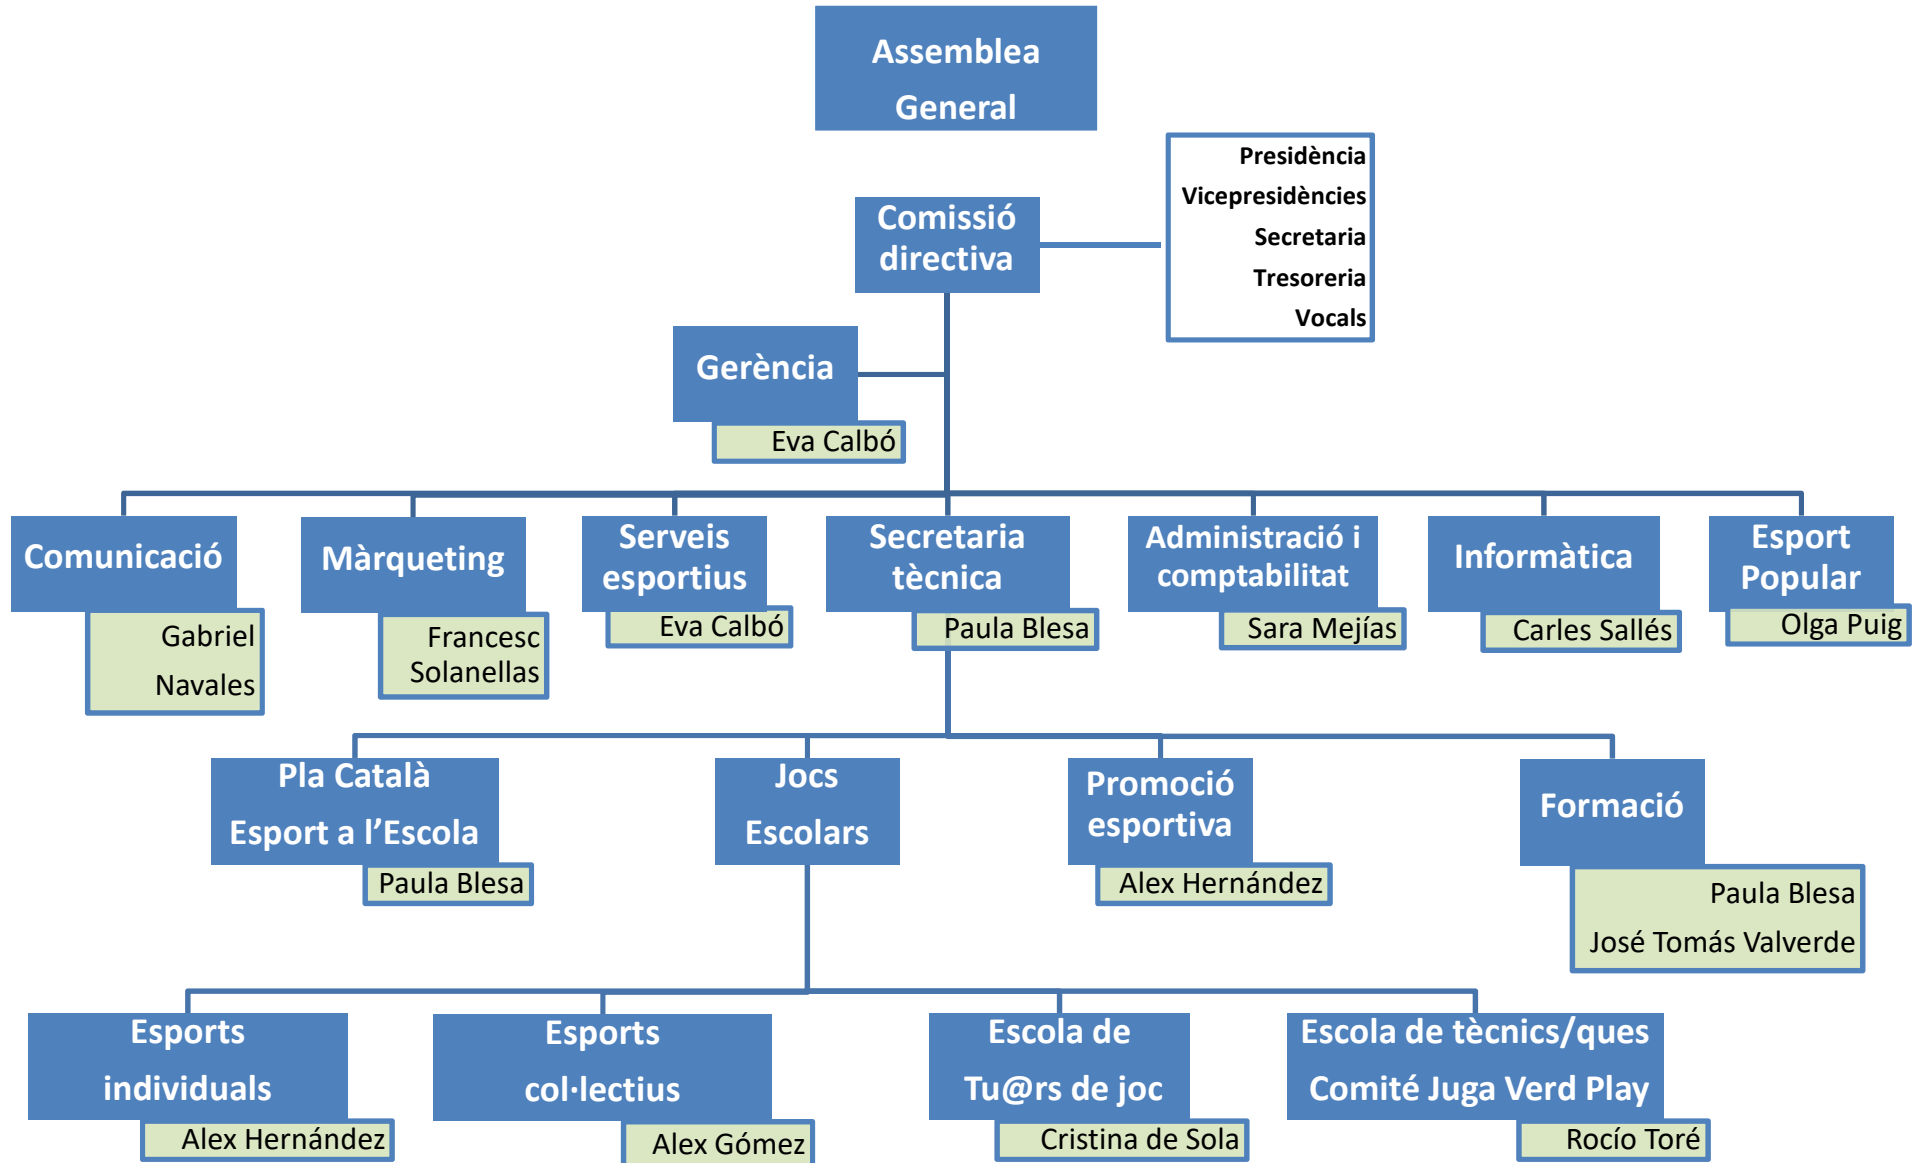 Assemblea
General
Presidència
Vicepresidències
Secretaria
Tresoreria
Vocals
Comissió
directiva
Gerència
Eva Calbó
Comunicació
Gabriel
Navales
Màrqueting
Francesc
Solanellas
Serveis
esportius
Eva Calbó
Secretaria
tècnica
Paula Blesa
Administració i
comptabilitat
Sara Mejías
Informàtica
Carles Sallés
Esport
Popular
Olga Puig
Pla Català
Esport a l’Escola
Paula Blesa
Jocs
Escolars
Promoció
esportiva
Alex Hernández
Formació
Paula Blesa
José Tomás Valverde
Esports
individuals
Alex Hernández
Esports
col·lectius
Alex Gómez
Escola de
Tu@rs de joc
Cristina de Sola
Escola de tècnics/ques
Comité Juga Verd Play
Rocío Toré